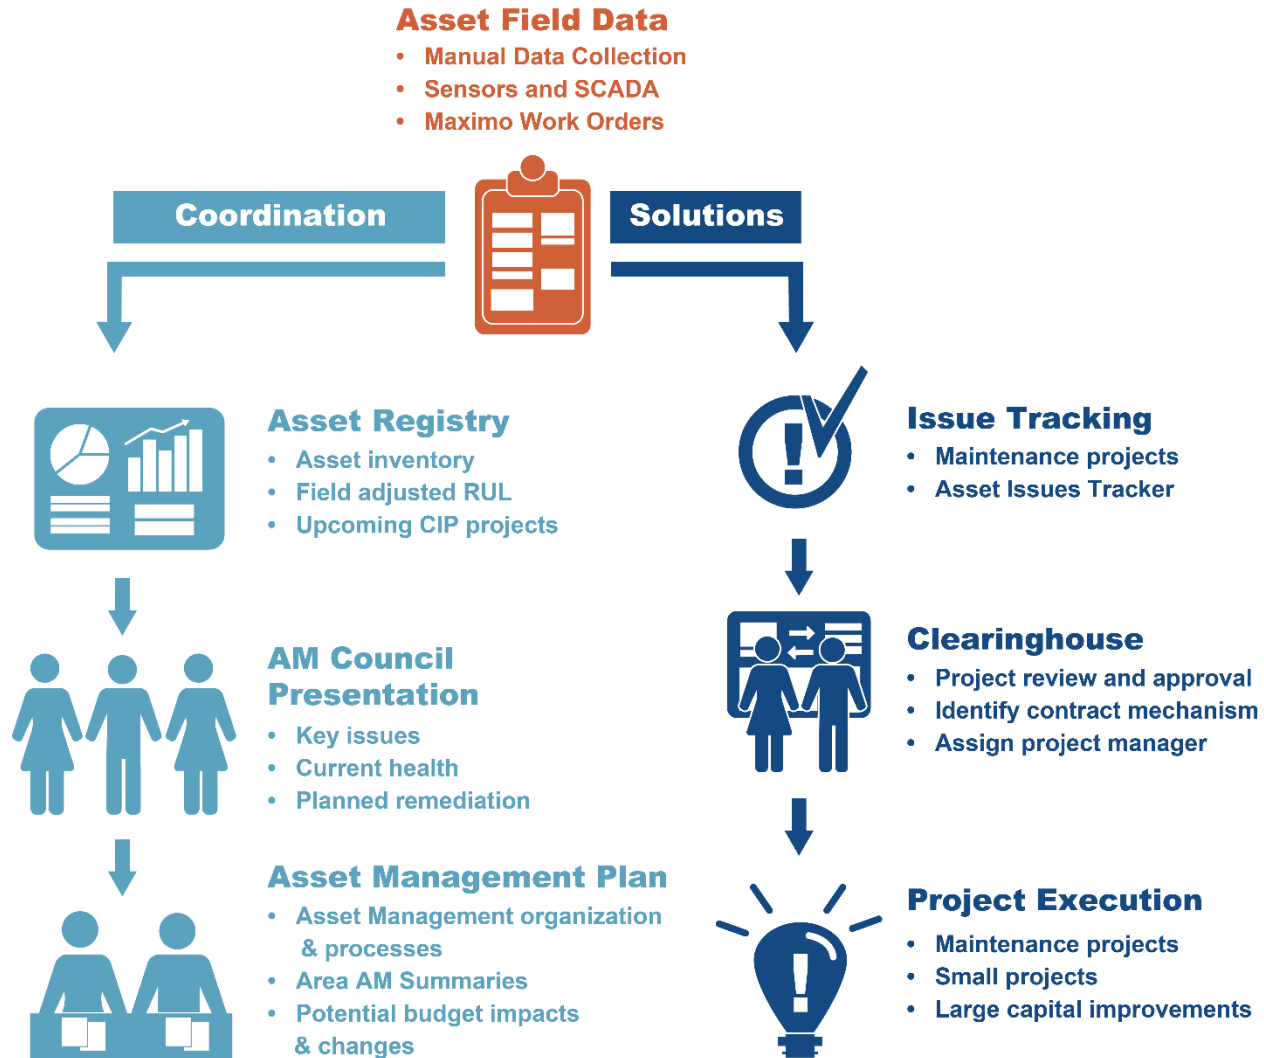 Asset Field Data
• Manual Data Collection
• Sensors and SCADA
• Maximo Work Orders
Coordination
Solutions
Asset Registry
• Asset inventory
• Field adjusted RUL
• Upcoming CIP projects
AM Council
Presentation
• Key issues
• Current health
• Planned remediation
Asset Management Plan
• Asset Management organization
& processes
• Area AM Summaries
• Potential budget impacts
& changes
Issue Tracking
• Maintenance projects
• Asset Issues Tracker
Clearinghouse
• Project review and approval
• Identify contract mechanism
• Assign project manager
Project Execution
• Maintenance projects
• Small projects
• Large capital improvements